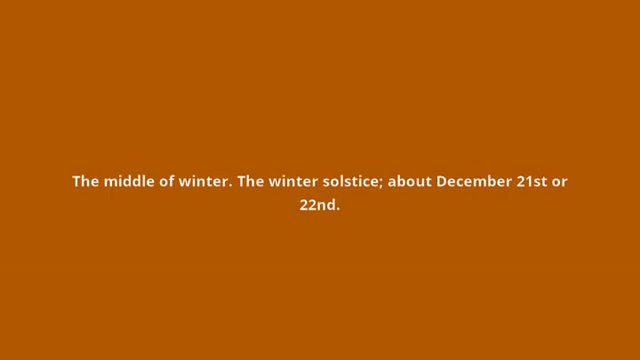 The middle of winter. The winter solstice; about December 21st or
22nd.